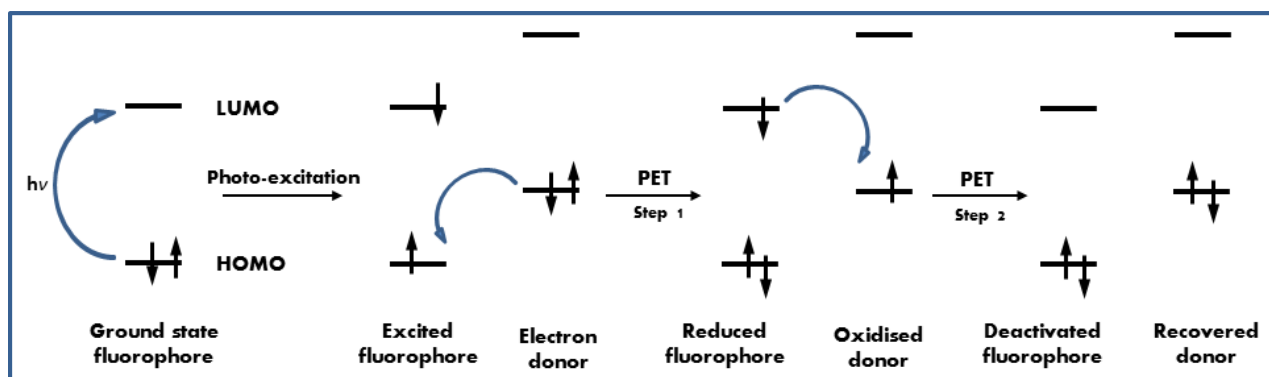 LUMO
hν
Photo-excitation
PET
Step 1
PET
Step 2
HOMO
Ground state
fluorophore
Excited
fluorophore
Electron
donor
Reduced
fluorophore
Oxidised
donor
Deactivated
fluorophore
Recovered
donor